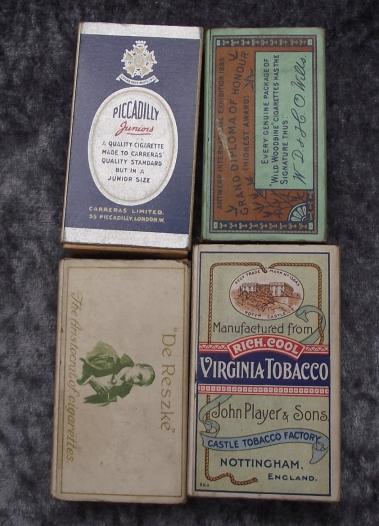 PICCADILLY
Juniors
A QUALITY CIGARETTE
MADE TO CARRERAS'
QUALITY STANDARD
BUT IN A
JUNIOR SIZE
CARRERAS LIMITED.
55 PICCADILLY, LONDON.W.
ANTWERP INTERNATIONAL EXHIBITION 1885
GRAND DIPLOMA OF HONOUR
(HIGHEST AWARD)
EVERY GENUINE PACKAGE OF
"WILD WOODBINE" CIGARETTES HAS THE
SIGNATURE THUS
W.D & H.O Wills.
"De Reszke"
The Aristocrat of Cigarettes.
TRADE MARK
Manufactured from
RICH, COOL
VIRGINIA TOBACCO
John Player & Sons.
CASTLE TOBACCO FACTORY
NOTTINGHAM,
ENGLAND.